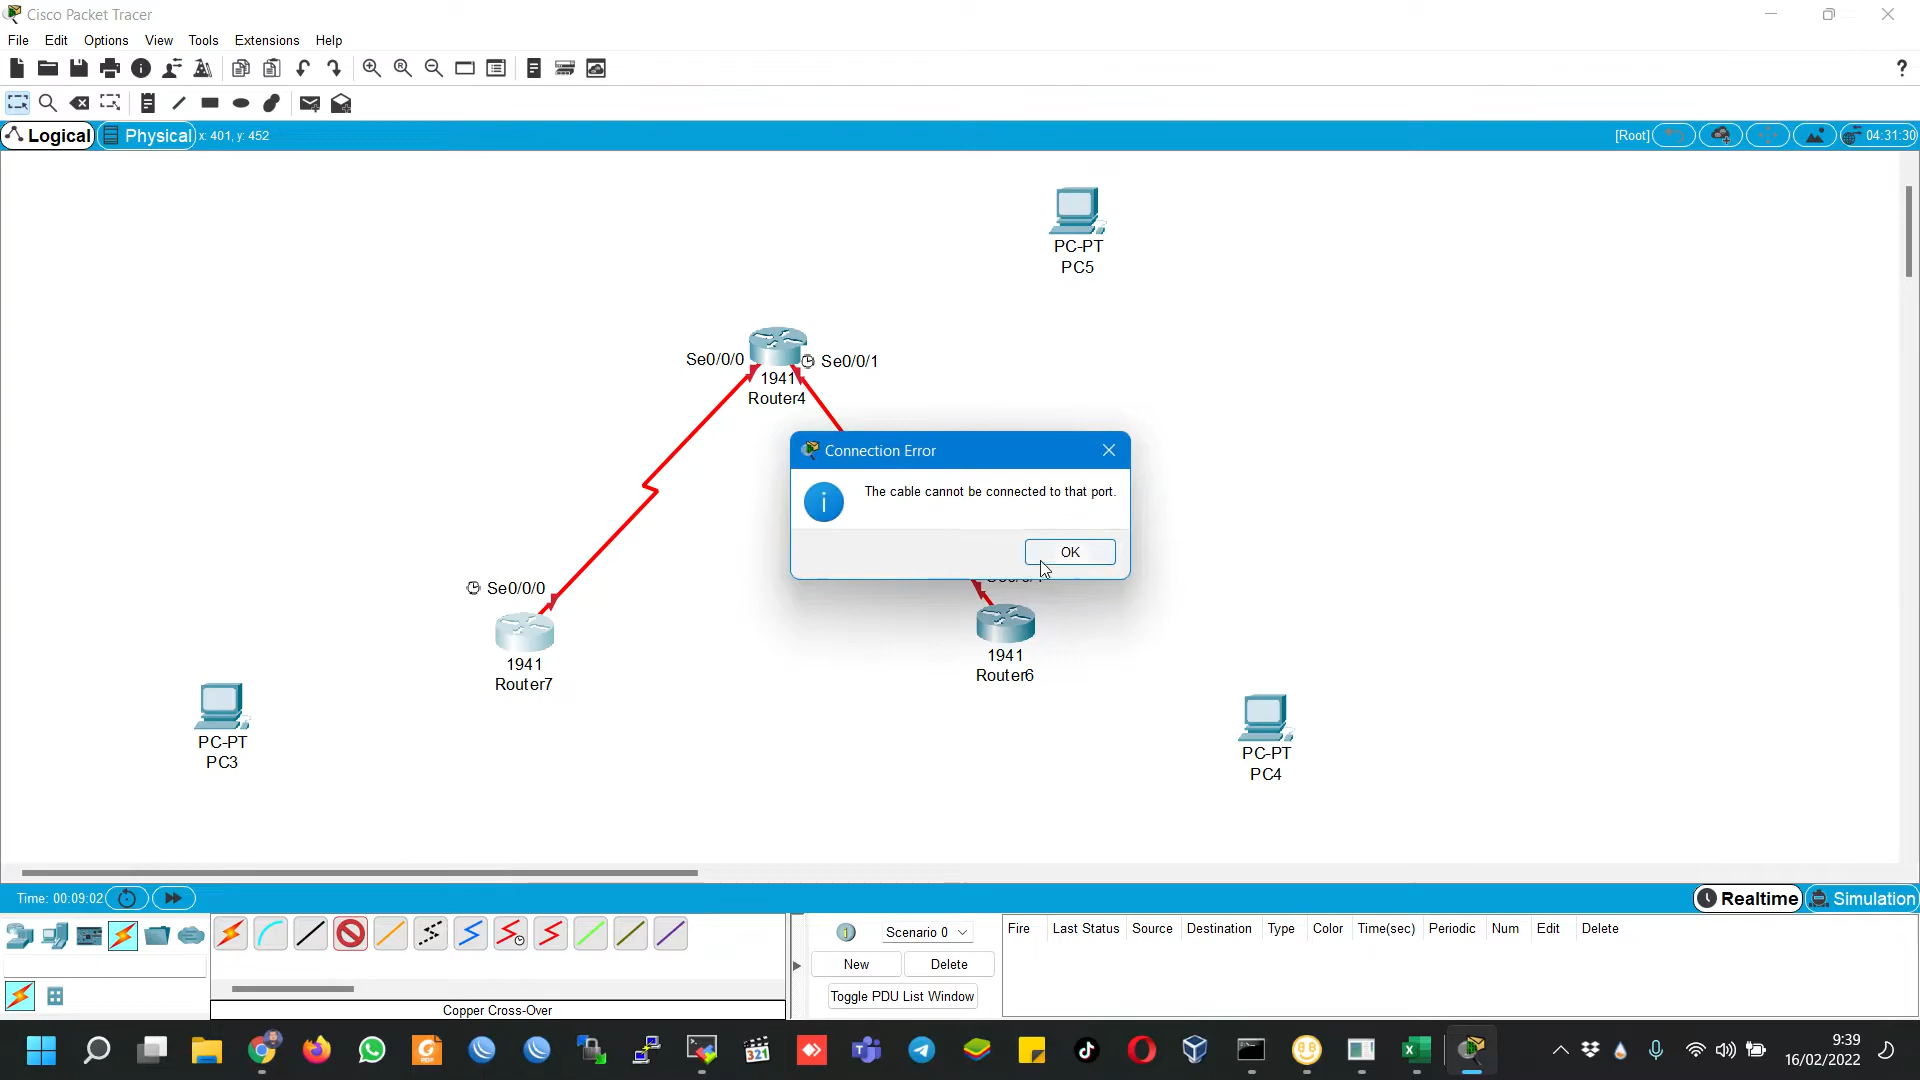 Cisco Packet Tracer
File Edit Options View Tools Extensions Help
?
Logical Physical x: 401, y: 452 [Root] 04:31:30
PC-PT
PC5
Se0/0/0 Se0/0/1
1941
Router4
Connection Error
The cable cannot be connected to that port.
OK
Se0/0/0
1941
Router7
1941
Router6
PC-PT
PC3
PC-PT
PC4
Time: 00:09:02 Realtime Simulation
Scenario 0
New Delete
Toggle PDU List Window
Fire Last Status Source Destination Type Color Time(sec) Periodic Num Edit Delete
Copper Cross-Over
321
9:39
16/02/2022